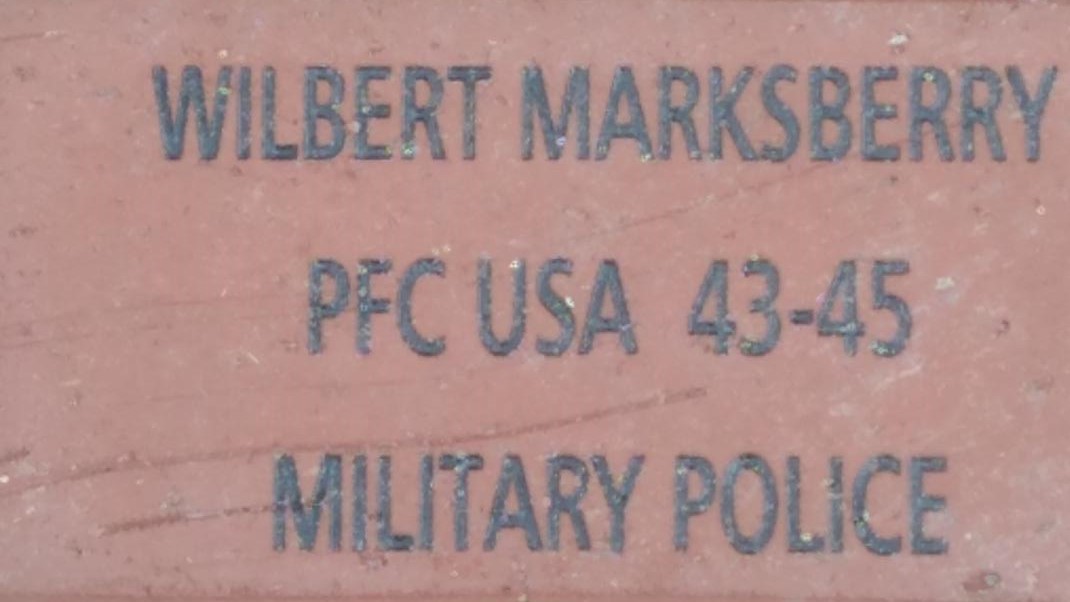 WILBERT MARKSBERRY
PFC USA 43-45
MILITARY POLICE